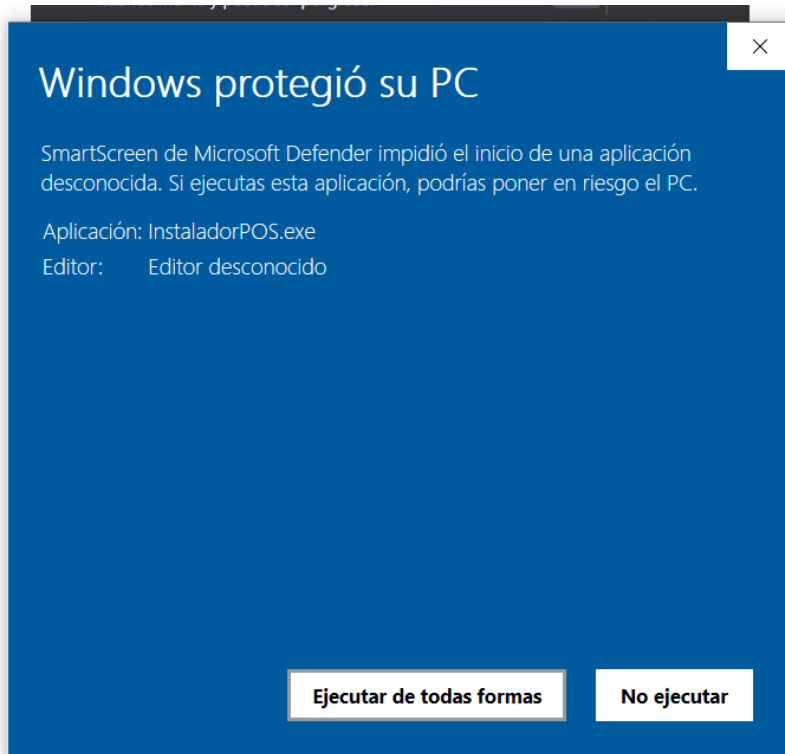 Windows protegió su PC
SmartScreen de Microsoft Defender impidió el inicio de una aplicación
desconocida. Si ejecutas esta aplicación, podrías poner en riesgo el PC.
Aplicación: InstaladorPOS.exe
Editor: Editor desconocido
Ejecutar de todas formas
No ejecutar